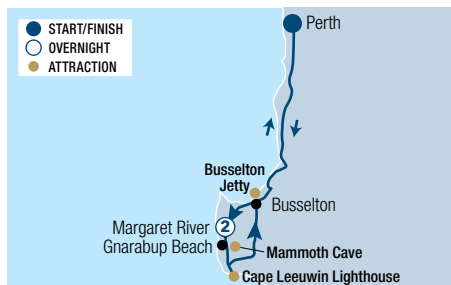 START/FINISH
OVERNIGHT
ATTRACTION
Perth
Busselton
Jetty
Busselton
Margaret River
2
Gnarabup Beach
Mammoth Cave
Cape Leeuwin Lighthouse